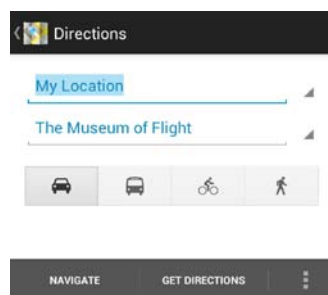 Directions
My Location
The Museum of Flight
NAVIGATE GET DIRECTIONS